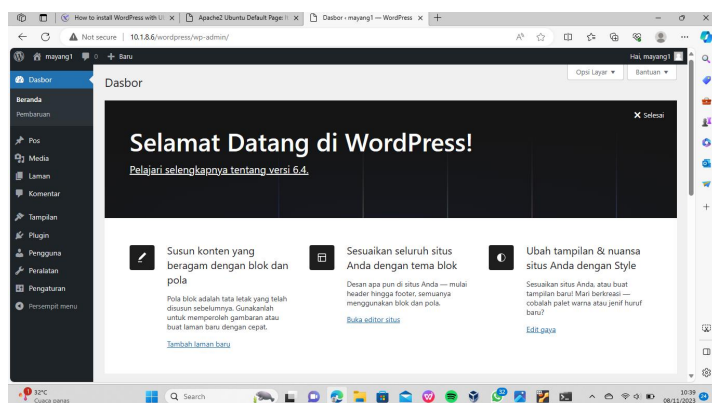 How to install WordPress with U
Apache2 Ubuntu Default Page: I
Dasbor ‹ mayang1 — WordPress
Not secure
10.1.8.6/wordpress/wp-admin/
mayang1
0
Baru
Hai, mayang1
Dasbor
Beranda
Pembaruan
Pos
Media
Laman
Komentar
Tampilan
Plugin
Pengguna
Peralatan
Pengaturan
Persempit menu
Dasbor
Opsi Layar
Bantuan
Selesai
Selamat Datang di WordPress!
Pelajari selengkapnya tentang versi 6.4.
Susun konten yang
beragam dengan blok dan
pola
Pola blok adalah tata letak yang telah
disusun sebelumnya. Gunakanlah
untuk memperoleh gambaran atau
buat laman baru dengan cepat.
Tambah laman baru
Sesuaikan seluruh situs
Anda dengan tema blok
Desan apa pun di situs Anda — mulai
header hingga footer, semuanya
menggunakan blok dan pola.
Buka editor situs
Ubah tampilan & nuansa
situs Anda dengan Style
Sesuaikan situs Anda, atau buat
tampilan baru! Mari berkreasi —
cobalah palet warna atau jenif huruf
baru?
Edit gaya
32°C
Cuaca panas
Search
10:39
08/11/2023